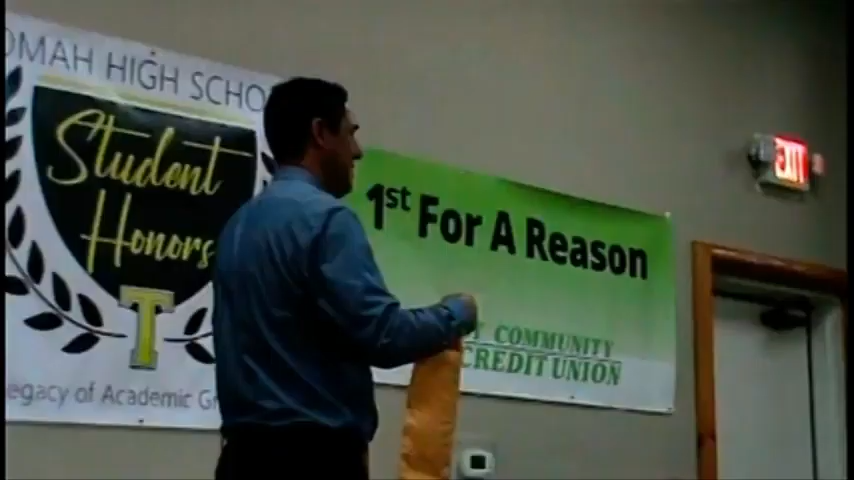 OMAH HIGH SCHO
Student
Honors
T
egacy of Academic Gr
1st For A Reason
T COMMUNITY
CREDIT UNION
EXIT